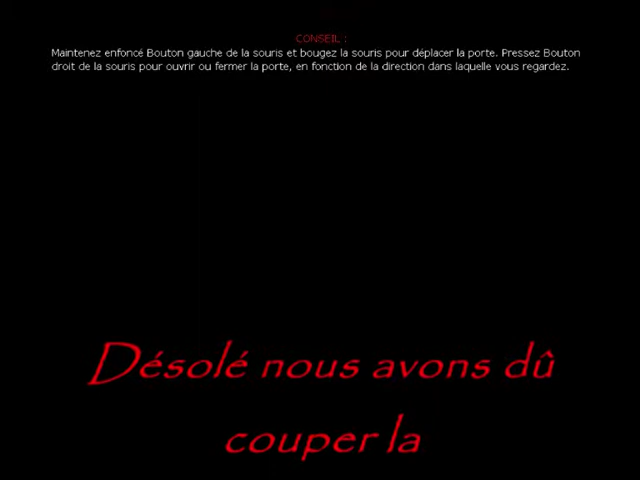 CONSEIL :
Maintenez enfoncé Bouton gauche de la souris et bougez la souris pour déplacer la porte. Pressez Bouton
droit de la souris pour ouvrir ou fermer la porte, en fonction de la direction dans laquelle vous regardez.
Désolé nous avons dû
couper la